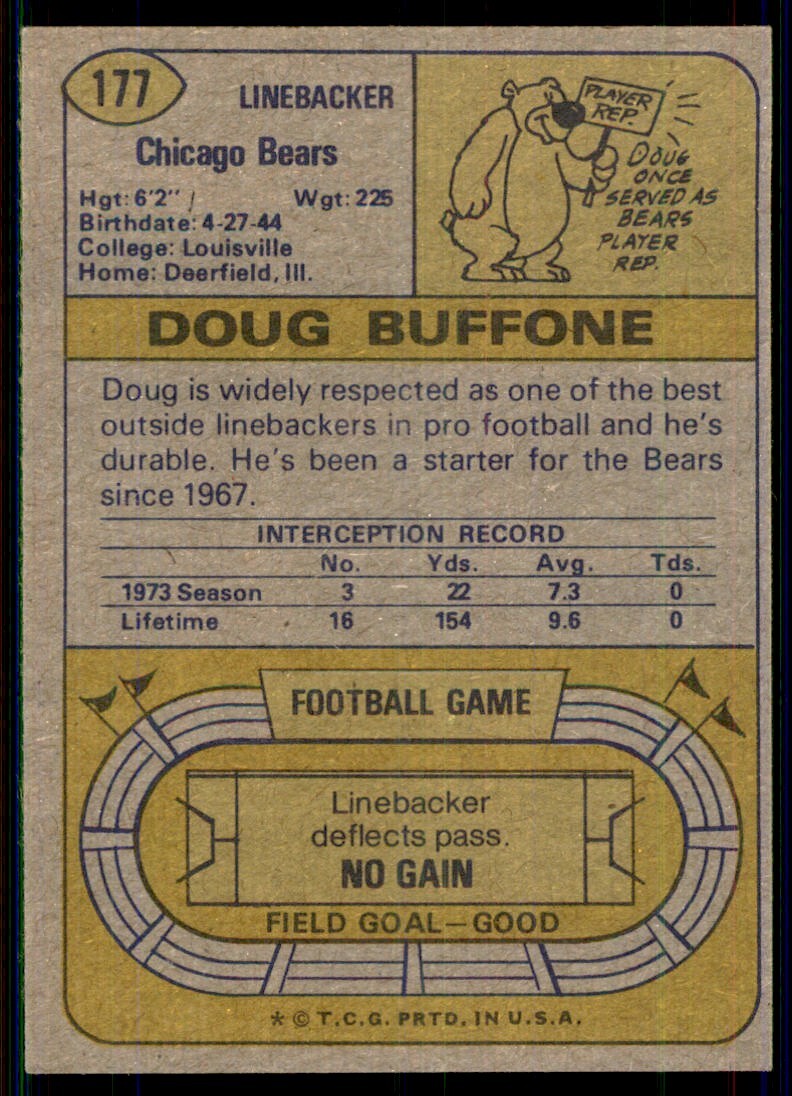 177
LINEBACKER
Chicago Bears
Hgt: 6'2" Wgt: 225
Birthdate: 4-27-44
College: Louisville
Home: Deerfield, Ill.
PLAYER
REP.
DOUG
ONCE
SERVED AS
BEARS
PLAYER
REP.
DOUG BUFFONE
Doug is widely respected as one of the best
outside linebackers in pro football and he's
durable. He's been a starter for the Bears
since 1967.
INTERCEPTION RECORD
No. Yds. Avg. Tds.
1973 Season 3 22 7.3 0
Lifetime 16 154 9.6 0
FOOTBALL GAME
Linebacker
deflects pass.
NO GAIN
FIELD GOAL—GOOD
* © T.C.G. PRTD. IN U.S.A.